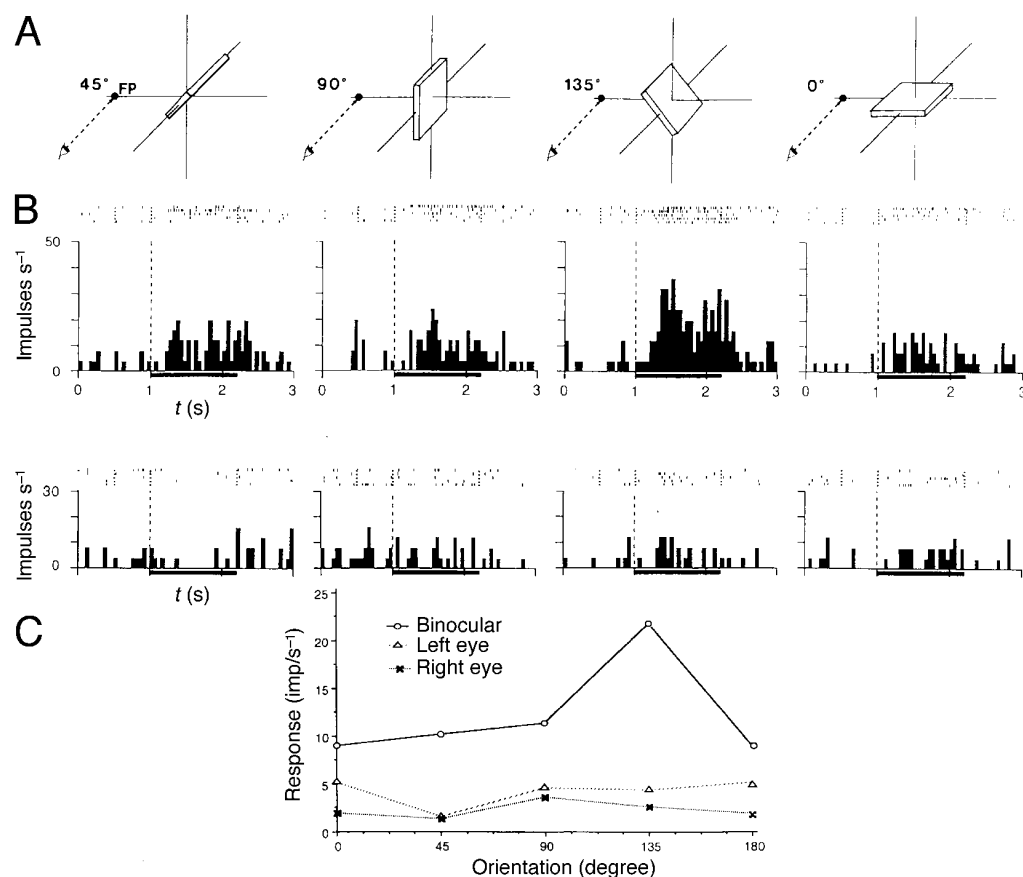 A
45° FP
90°
135°
0°
B
Impulses s⁻¹
50
0
0 1 2 3
0 1 2 3
0 1 2 3
0 1 2 3
t (s)
Impulses s⁻¹
30
0
t (s)
C
Response (imp/s⁻¹)
25
20
15
10
5
0
Binocular
Left eye
Right eye
0 45 90 135 180
Orientation (degree)